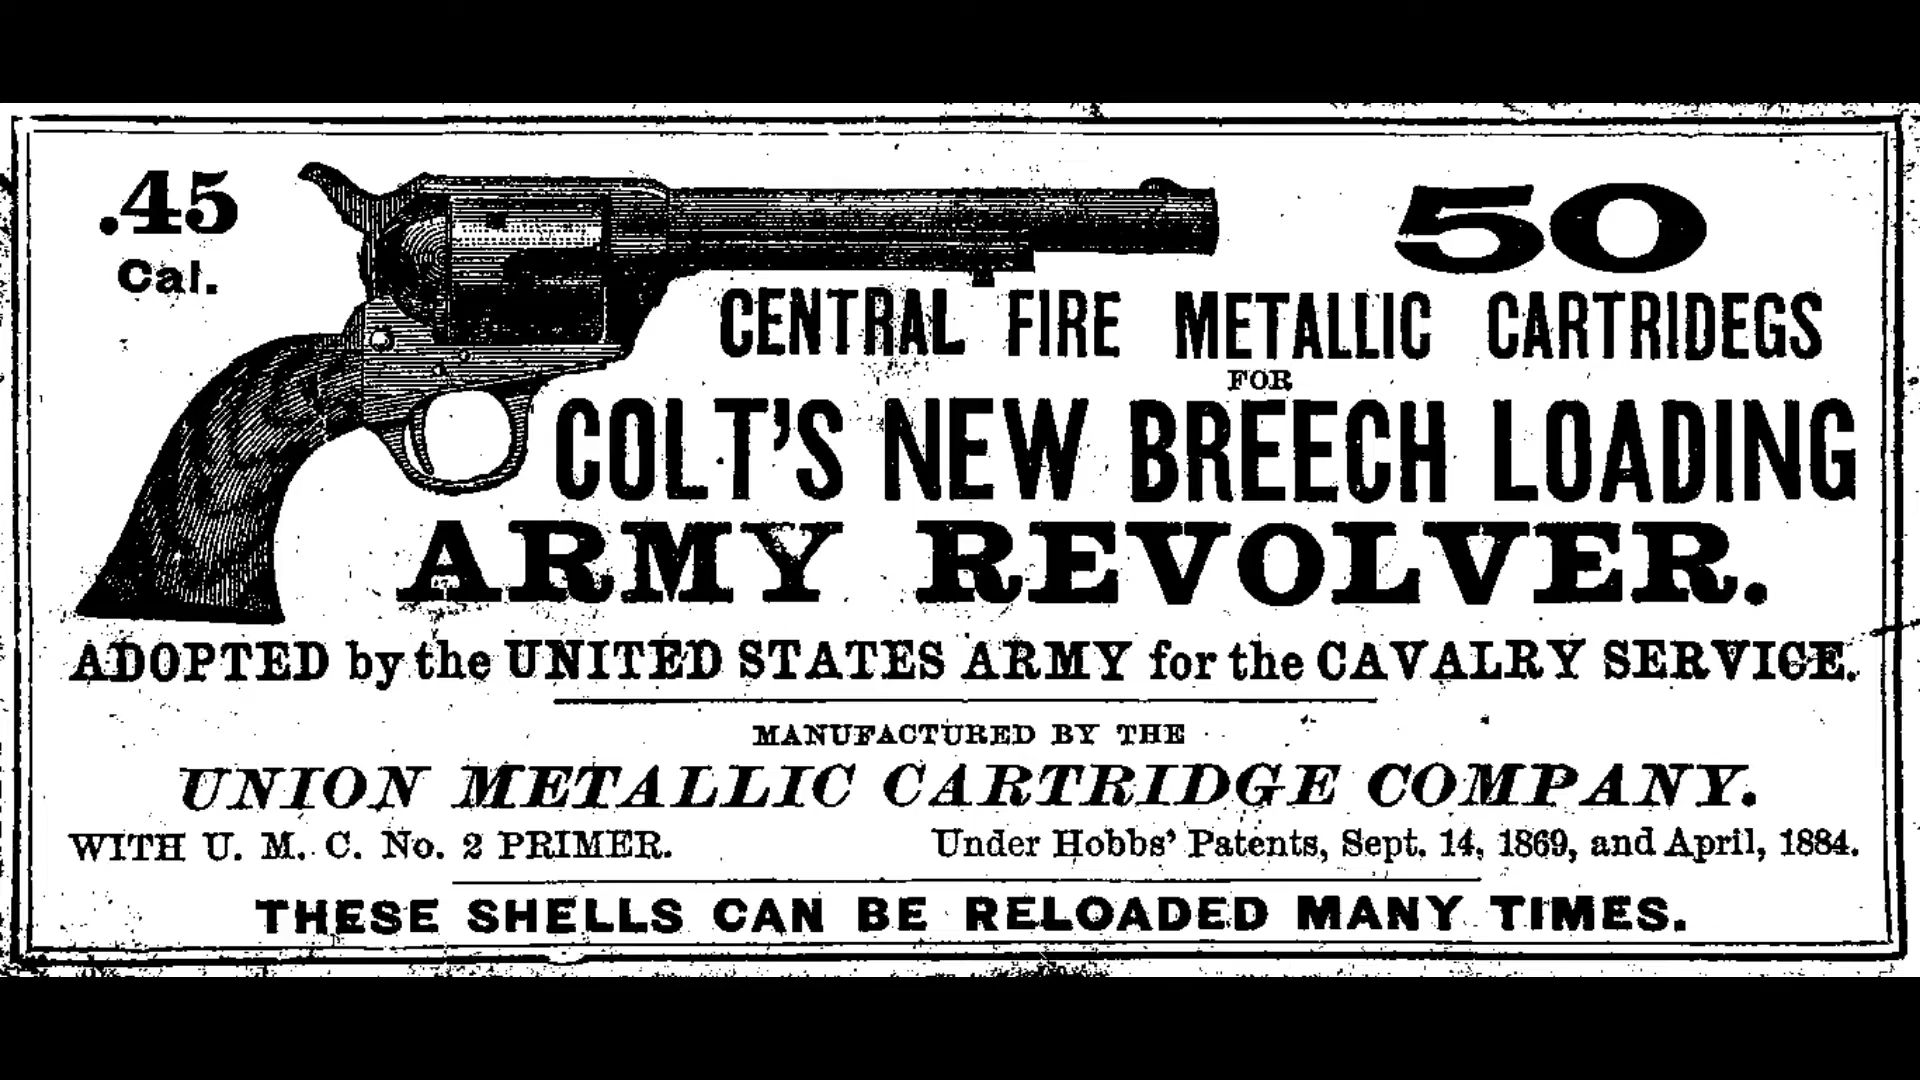 .45
Cal.
50
CENTRAL FIRE METALLIC CARTRIDEGS
FOR
COLT'S NEW BREECH LOADING
ARMY REVOLVER.
ADOPTED by the UNITED STATES ARMY for the CAVALRY SERVICE.
MANUFACTURED BY THE
UNION METALLIC CARTRIDGE COMPANY.
WITH U. M. C. No. 2 PRIMER.
Under Hobbs' Patents, Sept. 14, 1869, and April, 1884.
THESE SHELLS CAN BE RELOADED MANY TIMES.